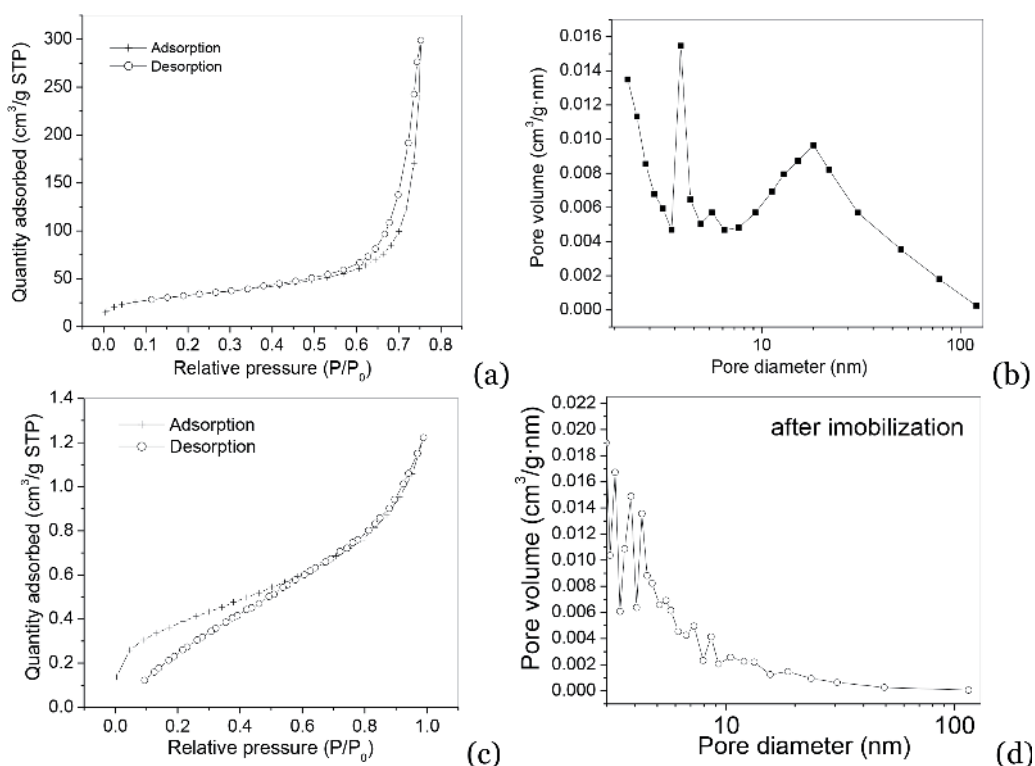 300
250
200
150
100
50
0
Quantity adsorbed (cm³/g STP)
Adsorption
Desorption
0.0 0.1 0.2 0.3 0.4 0.5 0.6 0.7 0.8
Relative pressure (P/P₀)
(a)
0.016
0.014
0.012
0.010
0.008
0.006
0.004
0.002
0.000
Pore volume (cm³/g·nm)
10 100
Pore diameter (nm)
(b)
1.4
1.2
1.0
0.8
0.6
0.4
0.2
0.0
Quantity adsorbed (cm³/g STP)
Adsorption
Desorption
0.0 0.2 0.4 0.6 0.8 1.0
Relative pressure (P/P₀)
(c)
0.022
0.020
0.018
0.016
0.014
0.012
0.010
0.008
0.006
0.004
0.002
0.000
Pore volume (cm³/g·nm)
after imobilization
10 100
Pore diameter (nm)
(d)